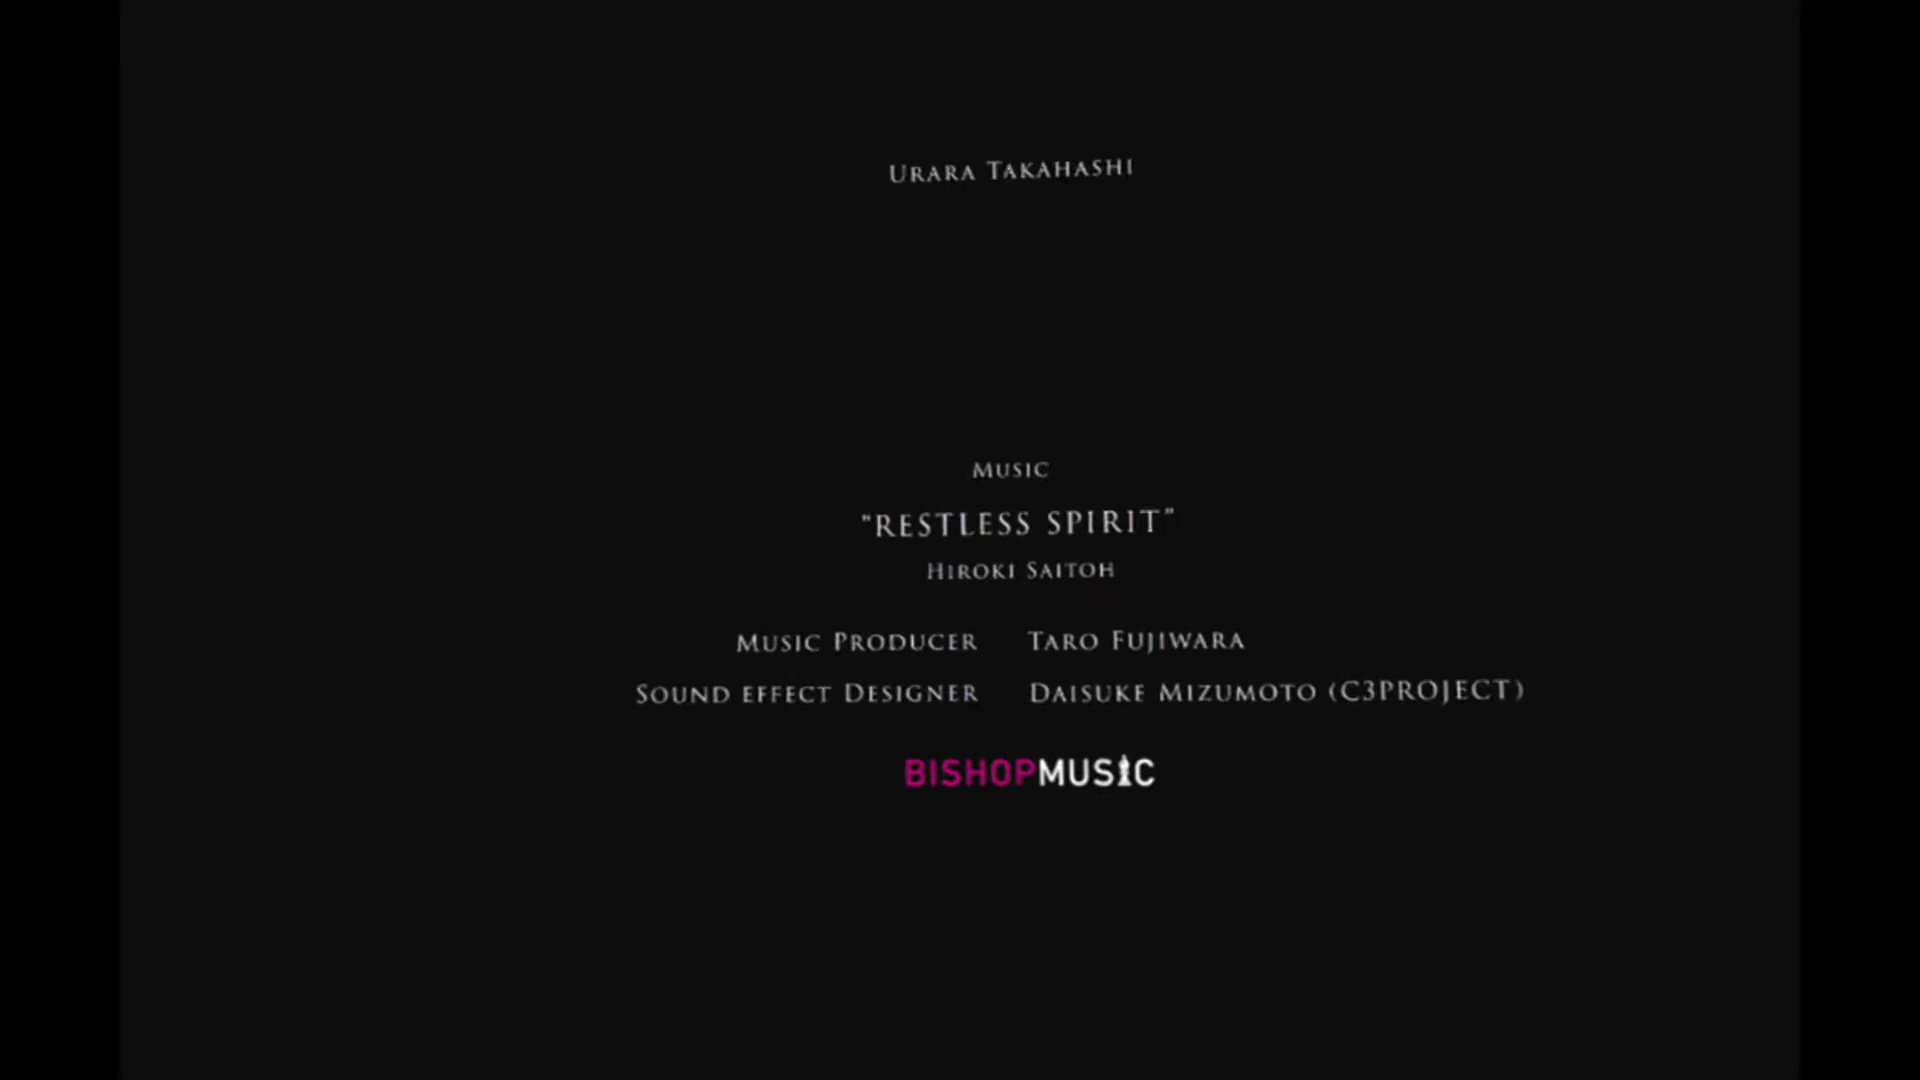 URARA TAKAHASHI
MUSIC
"RESTLESS SPIRIT"
HIROKI SAITOH
MUSIC PRODUCER TARO FUJIWARA
SOUND EFFECT DESIGNER DAISUKE MIZUMOTO (C3PROJECT)
BISHOPMUSIC